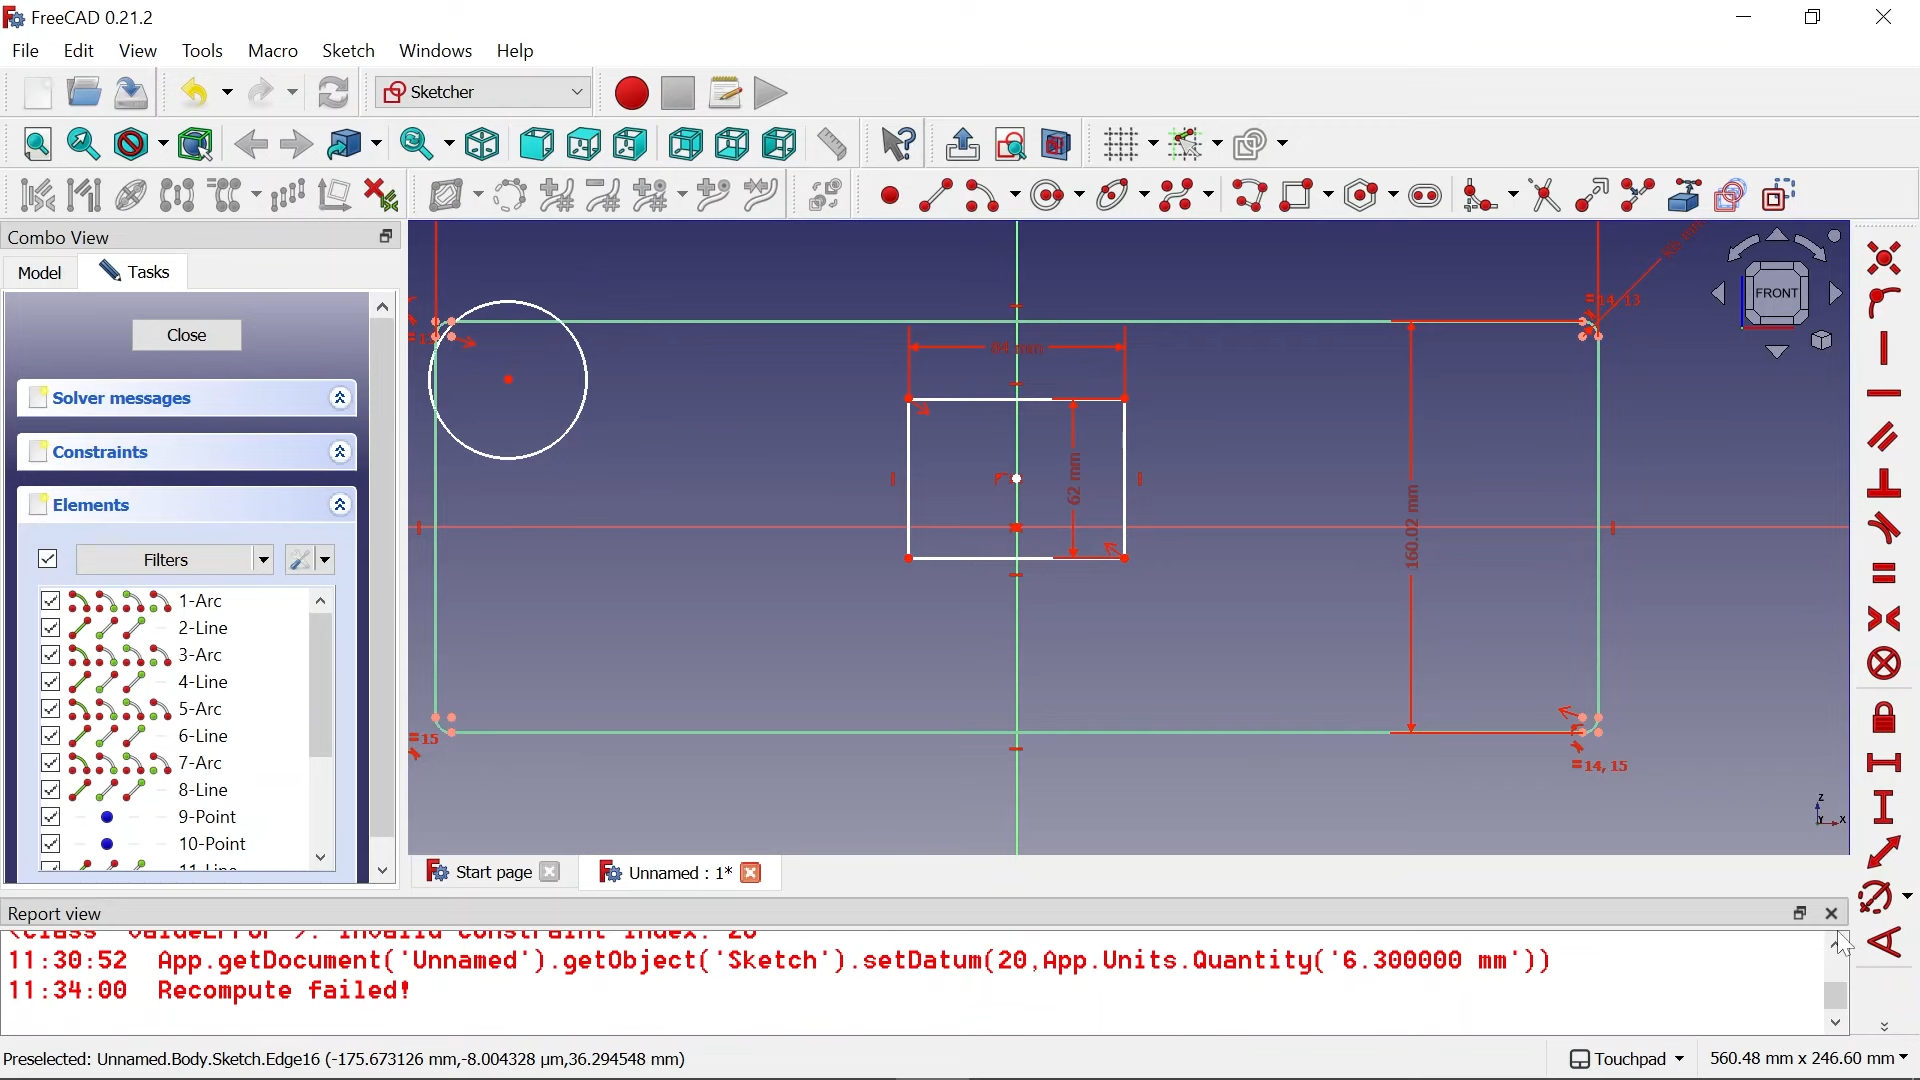 FreeCAD 0.21.2
File Edit View Tools Macro Sketch Windows Help
Sketcher
Combo View
Model Tasks
Close
Solver messages
Constraints
Elements
Filters
1-Arc
2-Line
3-Arc
4-Line
5-Arc
6-Line
7-Arc
8-Line
9-Point
10-Point
FRONT
=14, 13
62 mm
160.02 mm
=15
=14, 15
Z
X
Start page
Unnamed : 1*
Report view
11:30:52 App.getDocument('Unnamed').getObject('Sketch').setDatum(20,App.Units.Quantity('6.300000 mm'))
11:34:00 Recompute failed!
Preselected: Unnamed.Body.Sketch.Edge16 (-175.673126 mm,-8.004328 µm,36.294548 mm)
Touchpad
560.48 mm x 246.60 mm